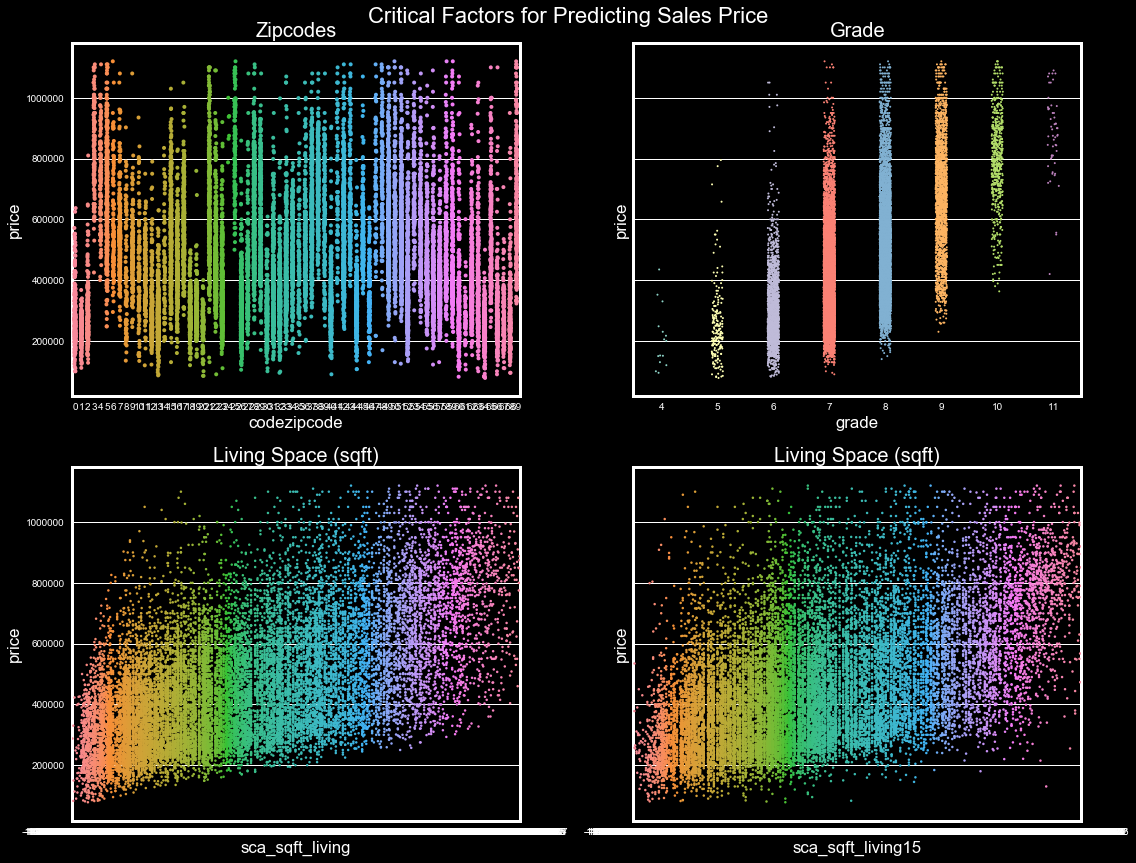 Critical Factors for Predicting Sales Price
Zipcodes
price
1000000
800000
600000
400000
200000
codezipcode
Grade
price
4 5 6 7 8 9 10 11
grade
Living Space (sqft)
price
1000000
800000
600000
400000
200000
sca_sqft_living
Living Space (sqft)
price
sca_sqft_living15